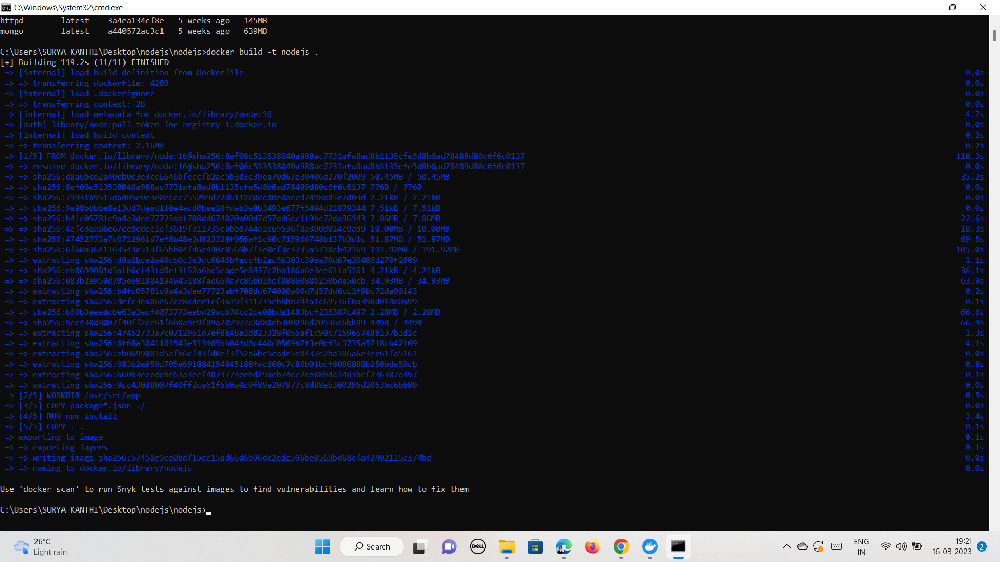 C:\Windows\System32\cmd.exe
httpd latest 3a4ea134cf8e 5 weeks ago 145MB
mongo latest a440572ac3c1 5 weeks ago 639MB
C:\Users\SURYA KANTHI\Desktop\nodejs\nodejs>docker build -t nodejs .
[+] Building 119.2s (11/11) FINISHED
=> [internal] load build definition from Dockerfile 0.0s
=> => transferring dockerfile: 428B 0.0s
=> [internal] load .dockerignore 0.0s
=> => transferring context: 2B 0.0s
=> [internal] load metadata for docker.io/library/node:16 4.7s
=> [auth] library/node:pull token for registry-1.docker.io 0.0s
=> [internal] load build context 0.2s
=> => transferring context: 2.16MB 0.2s
=> [1/5] FROM docker.io/library/node:16@sha256:8ef06c513538040a988ac7731afa8ad8b1135cfe5d8b6ad78489d80c6f6c0137 110.3s
=> => resolve docker.io/library/node:16@sha256:8ef06c513538040a988ac7731afa8ad8b1135cfe5d8b6ad78489d80c6f6c0137 0.0s
=> => sha256:d8a6bce2a40cb0c3e3cc6646bfeccfb2ac5b303c39ea70d67e30406d270f2009 50.45MB / 50.45MB 35.2s
=> => sha256:8ef06c513538040a988ac7731afa8ad8b1135cfe5d8b6ad78489d80c6f6c0137 776B / 776B 0.0s
=> => sha256:79931b9515da405e0c3e0eccc755299d72d6112c0cc80e8accd7498a85e7d03d 2.21kB / 2.21kB 0.0s
=> => sha256:9e98bbbbe8e13dd7daed110e4acd0bee10fdab3e8b3493e677f5494d21879344 7.51kB / 7.51kB 0.0s
=> => sha256:b4fc05781c9a4a3dee77723abf708dd674020a00d7d57dd6cc1f9bc72da96143 7.86MB / 7.86MB 22.6s
=> => sha256:4efc3ea86e67ce8cdce1cf3619f311735cbbb8744a1c69536f8a390d014c0a99 10.00MB / 10.00MB 18.3s
=> => sha256:47452733a7c0712961d7ef8b48e3d823328f056af1c90c715966748b137b3d1c 51.87MB / 51.87MB 69.5s
=> => sha256:6f68a3641163543e513f65bb04fd6c440c0569b7f3e0cf3c3735a5718cb42169 191.92MB / 191.92MB 105.0s
=> => extracting sha256:d8a6bce2a40cb0c3e3cc6646bfeccfb2ac5b303c39ea70d67e30406d270f2009 1.1s
=> => sha256:eb0699081d5afb6cf43fd8ef3f52a6bc5cade5e8437c2ba186a6e3ee61fa5161 4.21kB / 4.21kB 36.1s
=> => sha256:083b2e959d705e691884194945188fac660c7c86b01bcf8086088b250bde50cb 34.93MB / 34.93MB 63.9s
=> => extracting sha256:b4fc05781c9a4a3dee77723abf708dd674020a00d7d57dd6cc1f9bc72da96143 0.2s
=> => extracting sha256:4efc3ea86e67ce8cdce1cf3619f311735cbbb8744a1c69536f8a390d014c0a99 0.1s
=> => sha256:b60b3eeedcbe63a3ecf4073773eebd29acb74cc2ce08bda1483bcf236387c497 2.28MB / 2.28MB 66.6s
=> => sha256:9cc430d8007f40ff2ce61f6b0a9c9f89a207977c8d88eb300296d20536c6bb89 449B / 449B 66.9s
=> => extracting sha256:47452733a7c0712961d7ef8b48e3d823328f056af1c90c715966748b137b3d1c 1.3s
=> => extracting sha256:6f68a3641163543e513f65bb04fd6c440c0569b7f3e0cf3c3735a5718cb42169 4.1s
=> => extracting sha256:eb0699081d5afb6cf43fd8ef3f52a6bc5cade5e8437c2ba186a6e3ee61fa5161 0.0s
=> => extracting sha256:083b2e959d705e691884194945188fac660c7c86b01bcf8086088b250bde50cb 0.8s
=> => extracting sha256:b60b3eeedcbe63a3ecf4073773eebd29acb74cc2ce08bda1483bcf236387c497 0.1s
=> => extracting sha256:9cc430d8007f40ff2ce61f6b0a9c9f89a207977c8d88eb300296d20536c6bb89 0.0s
=> [2/5] WORKDIR /usr/src/app 0.5s
=> [3/5] COPY package*.json ./ 0.0s
=> [4/5] RUN npm install 3.4s
=> [5/5] COPY . . 0.1s
=> exporting to image 0.1s
=> => exporting layers 0.1s
=> => writing image sha256:57458e9ce0bdf15ce15ad66d6b96dc2edc596be0569bd68cfa42402115c374bd 0.0s
=> => naming to docker.io/library/nodejs 0.0s
Use 'docker scan' to run Snyk tests against images to find vulnerabilities and learn how to fix them
C:\Users\SURYA KANTHI\Desktop\nodejs\nodejs>
26°C
Light rain
Search
DELL
ENG
IN
19:21
16-03-2023
2